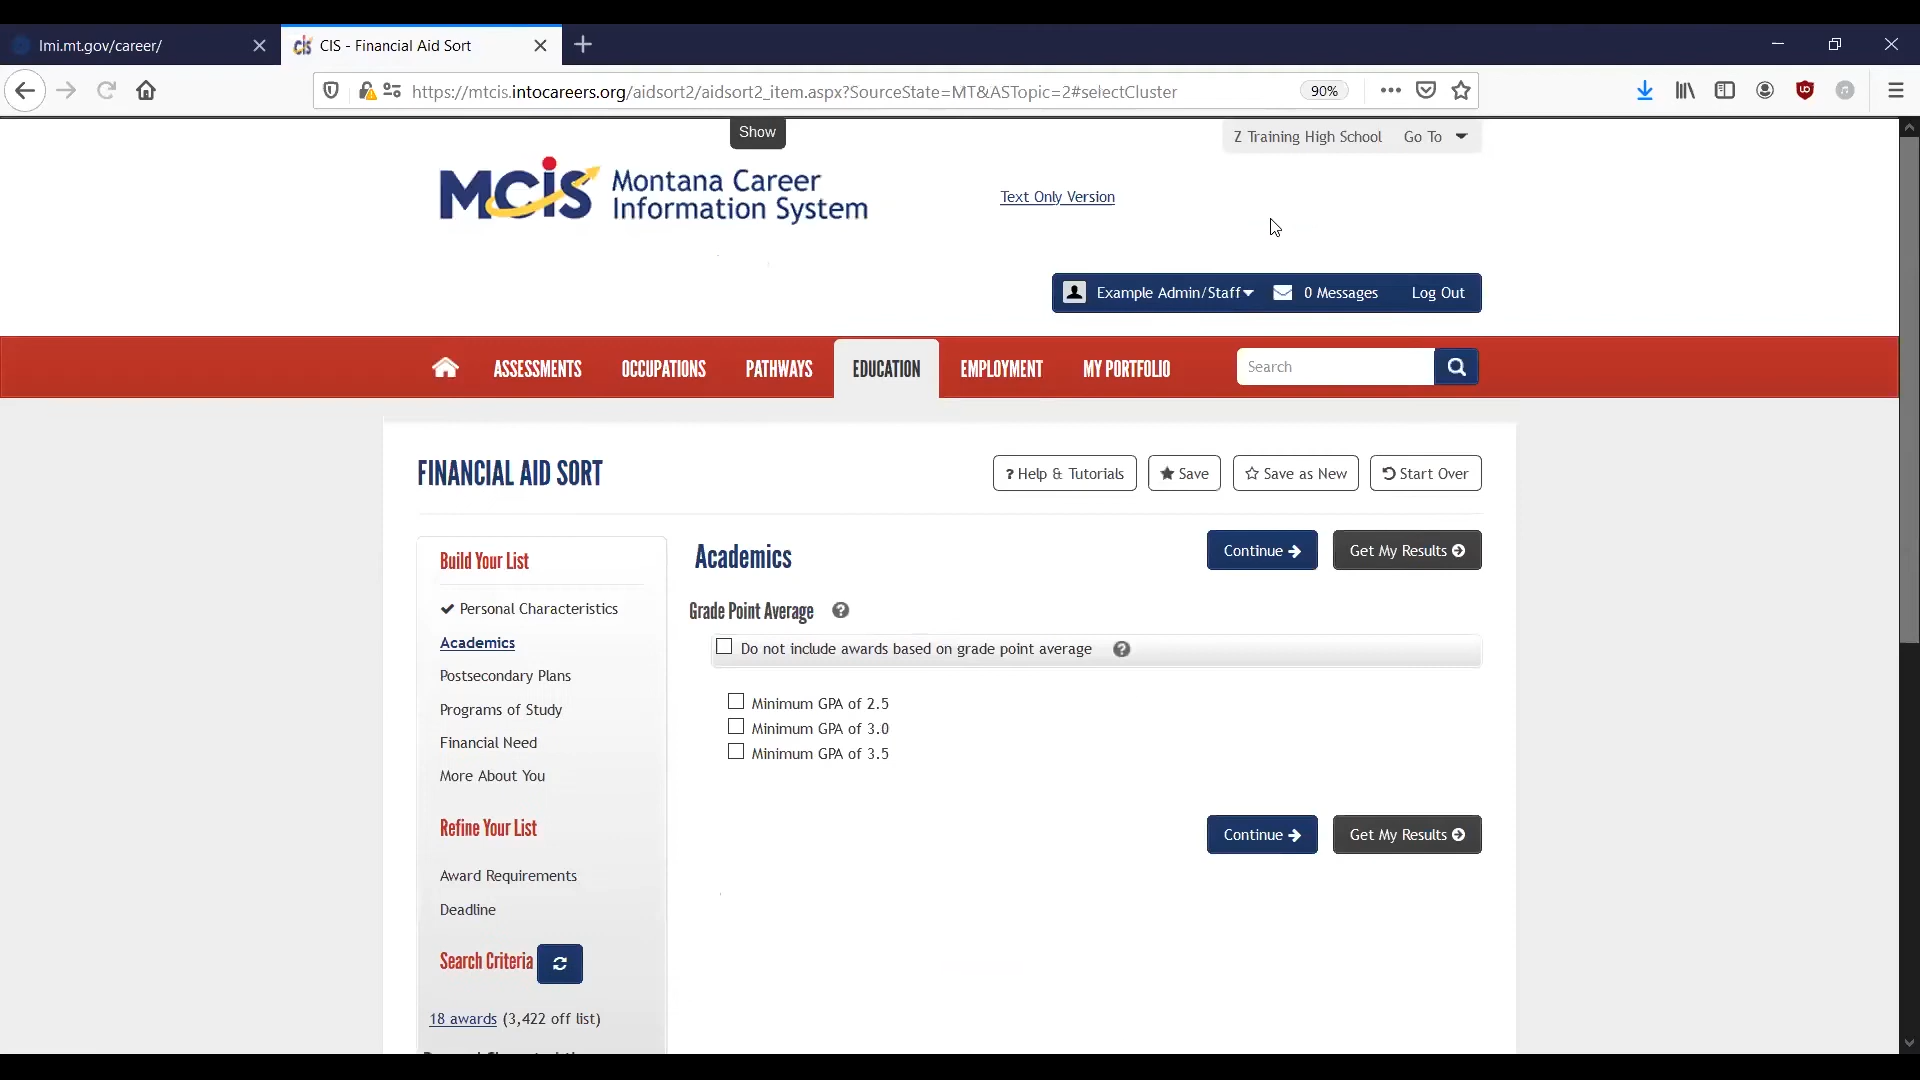 lmi.mt.gov/career/
CIS - Financial Aid Sort
https://mtcis.intocareers.org/aidsort2/aidsort2_item.aspx?SourceState=MT&ASTopic=2#selectCluster
90%
Show
Z Training High School Go To
MCIS Montana Career Information System
Text Only Version
Example Admin/Staff 0 Messages Log Out
ASSESSMENTS OCCUPATIONS PATHWAYS EDUCATION EMPLOYMENT MY PORTFOLIO Search
FINANCIAL AID SORT
? Help & Tutorials Save Save as New Start Over
Build Your List
Personal Characteristics
Academics
Postsecondary Plans
Programs of Study
Financial Need
More About You
Refine Your List
Award Requirements
Deadline
Search Criteria
18 awards (3,422 off list)
Academics
Continue Get My Results
Grade Point Average ?
Do not include awards based on grade point average ?
Minimum GPA of 2.5
Minimum GPA of 3.0
Minimum GPA of 3.5
Continue Get My Results